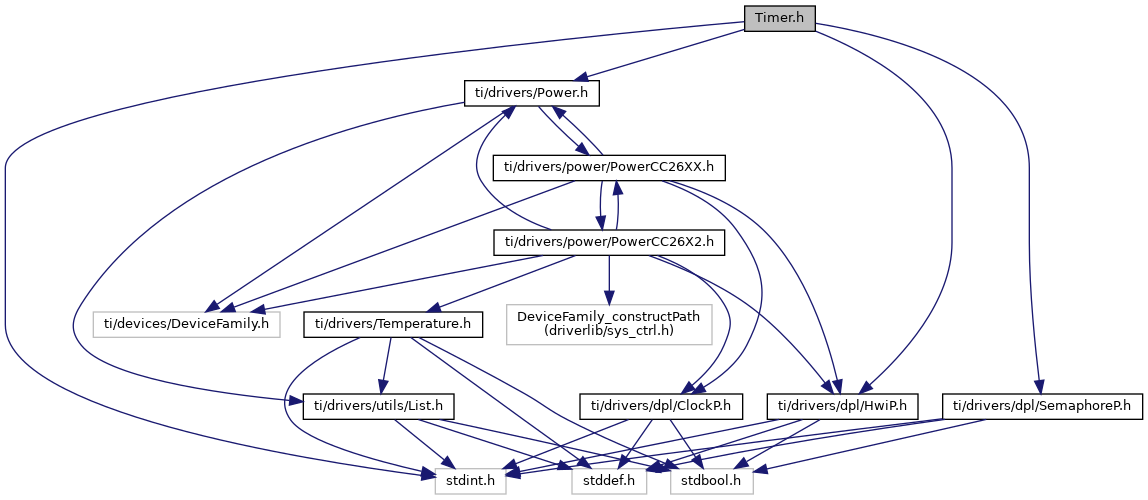 Timer.h
ti/drivers/Power.h
ti/drivers/power/PowerCC26XX.h
ti/drivers/power/PowerCC26X2.h
ti/devices/DeviceFamily.h
ti/drivers/Temperature.h
DeviceFamily_constructPath
(driverlib/sys_ctrl.h)
ti/drivers/utils/List.h
ti/drivers/dpl/ClockP.h
ti/drivers/dpl/HwiP.h
ti/drivers/dpl/SemaphoreP.h
stdint.h
stddef.h
stdbool.h